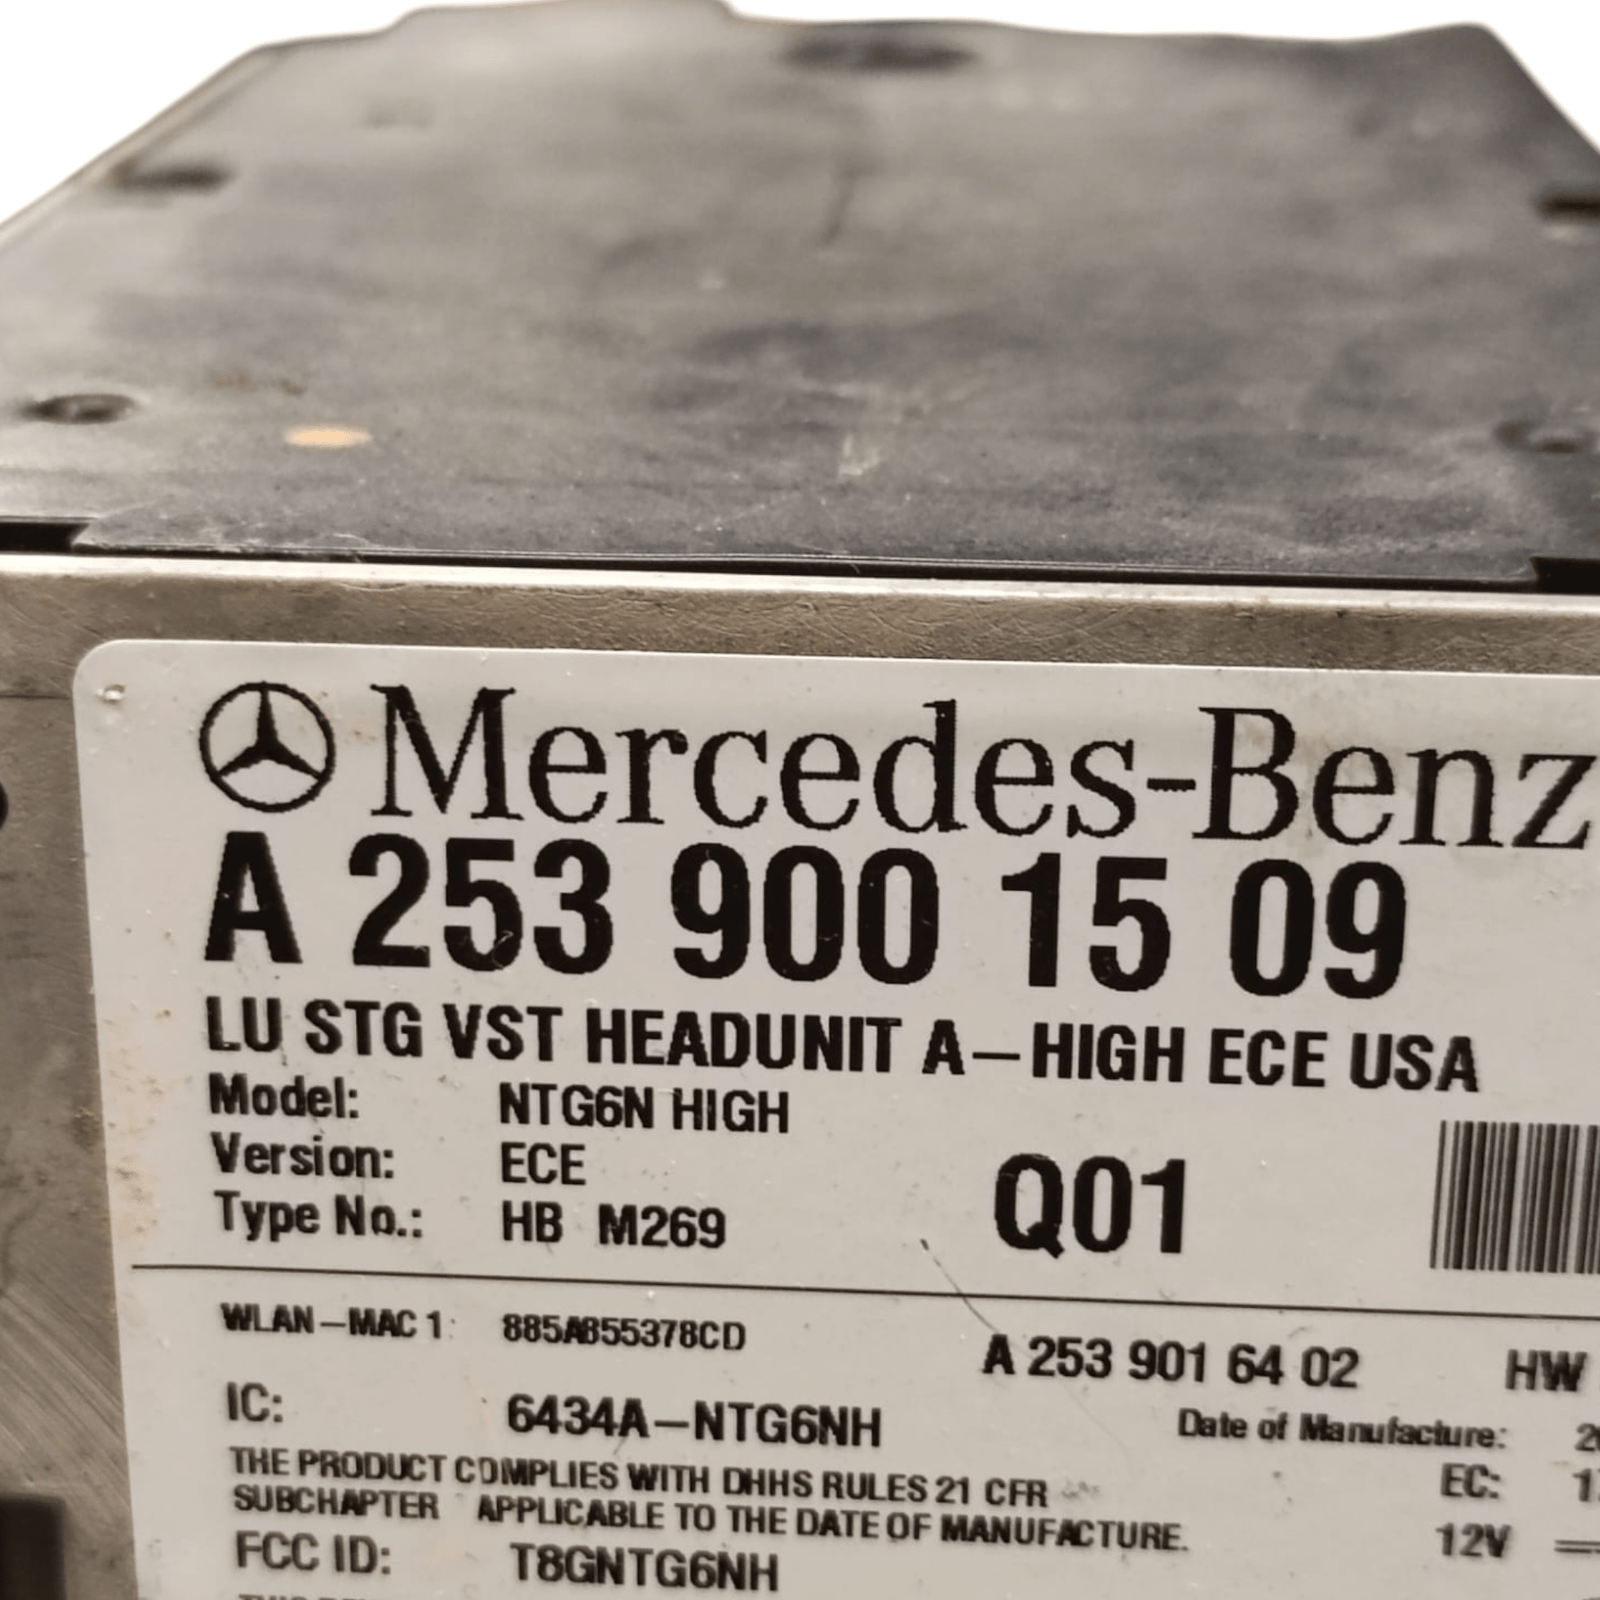 Mercedes-Benz
A 253 900 15 09
LU STG VST HEADUNIT A-HIGH ECE USA
Model: NTG6N HIGH
Version: ECE
Type No.: HB M269
Q01
WLAN-MAC 1: 885A855378CD
A 253 901 64 02 HW
IC: 6434A-NTG6NH
Date of Manufacture:
THE PRODUCT COMPLIES WITH DHHS RULES 21 CFR
EC:
SUBCHAPTER APPLICABLE TO THE DATE OF MANUFACTURE.
12V
FCC ID: T8GNTG6NH